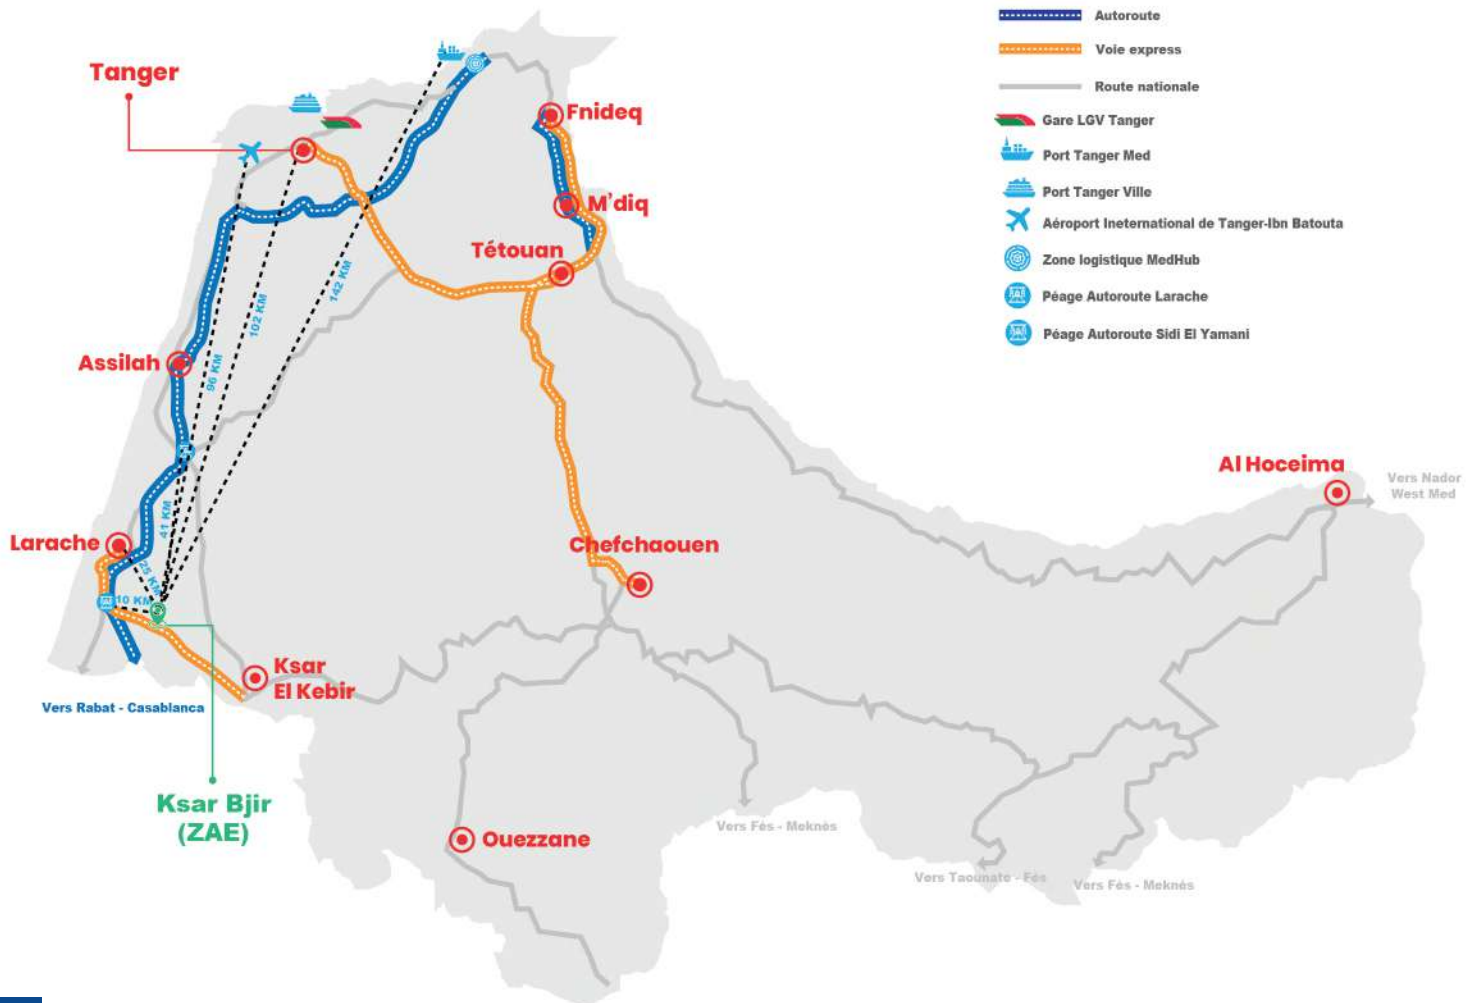 Autoroute
Voie express
Route nationale
Gare LGV Tanger
Port Tanger Med
Port Tanger Ville
Aéroport Ineternational de Tanger-Ibn Batouta
Zone logistique MedHub
Péage Autoroute Larache
Péage Autoroute Sidi El Yamani
Tanger
Fnideq
M'diq
Tétouan
142 KM
102 KM
96 KM
Assilah
41 KM
Larache
25 KM
10 KM
Chefchaouen
Al Hoceima
Vers Nador
West Med
Ksar
El Kebir
Vers Rabat - Casablanca
Ksar Bjir
(ZAE)
Ouezzane
Vers Fés - Meknès
Vers Taounate - Fés
Vers Fès - Meknés